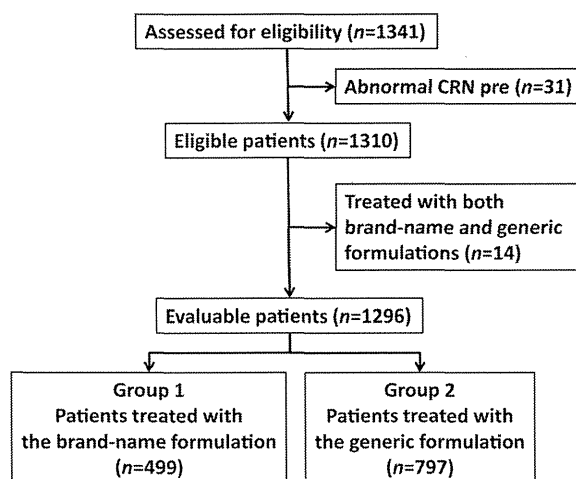 Assessed for eligibility (n=1341)
Abnormal CRN pre (n=31)
Eligible patients (n=1310)
Treated with both
brand-name and generic
formulations (n=14)
Evaluable patients (n=1296)
Group 1
Patients treated with
the brand-name formulation
(n=499)
Group 2
Patients treated with
the generic formulation
(n=797)